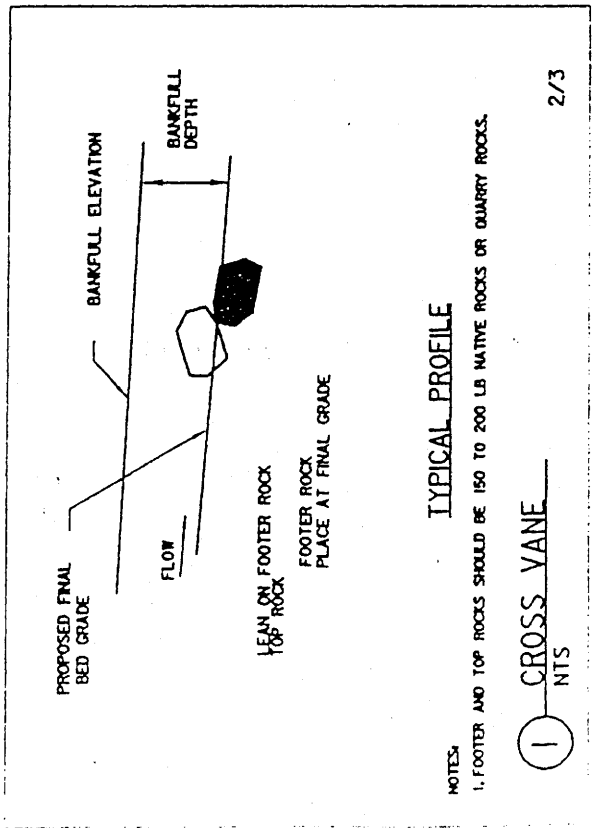 PROPOSED FINAL
BED GRADE
BANKFULL ELEVATION
BANKFULL
DEPTH
FLOW
LEAN ON FOOTER ROCK
TOP ROCK
FOOTER ROCK
PLACE AT FINAL GRADE
TYPICAL PROFILE
NOTES:
1. FOOTER AND TOP ROCKS SHOULD BE 150 TO 200 LB NATIVE ROCKS OR QUARRY ROCKS.
1
CROSS VANE
NTS
2/3